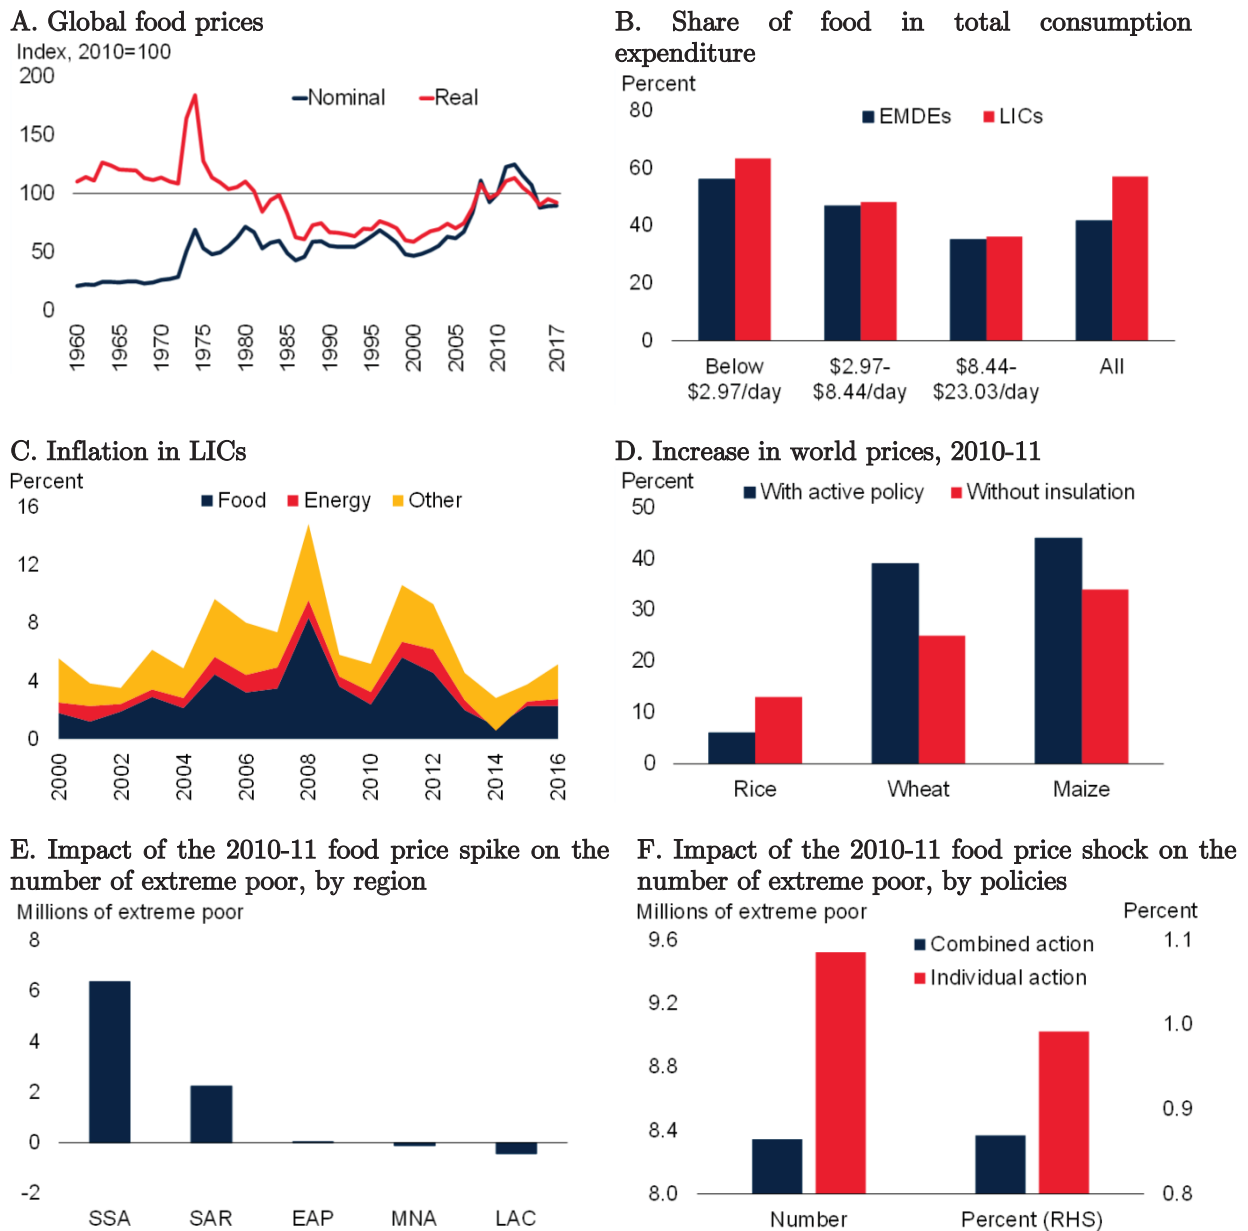 A. Global food prices
Index, 2010=100
200
150
100
50
0
Nominal
Real
1960
1965
1970
1975
1980
1985
1990
1995
2000
2005
2010
2017
B. Share of food in total consumption
expenditure
Percent
80
60
40
20
0
EMDEs
LICs
Below
$2.97/day
$2.97-
$8.44/day
$8.44-
$23.03/day
All
C. Inflation in LICs
Percent
16
12
8
4
0
Food
Energy
Other
2000
2002
2004
2006
2008
2010
2012
2014
2016
D. Increase in world prices, 2010-11
Percent
50
40
30
20
10
0
With active policy
Without insulation
Rice
Wheat
Maize
E. Impact of the 2010-11 food price spike on the
number of extreme poor, by region
Millions of extreme poor
8
6
4
2
0
-2
SSA
SAR
EAP
MNA
LAC
F. Impact of the 2010-11 food price shock on the
number of extreme poor, by policies
Millions of extreme poor
Percent
9.6
9.2
8.8
8.4
8.0
Combined action
Individual action
1.1
1.0
0.9
0.8
Number
Percent (RHS)